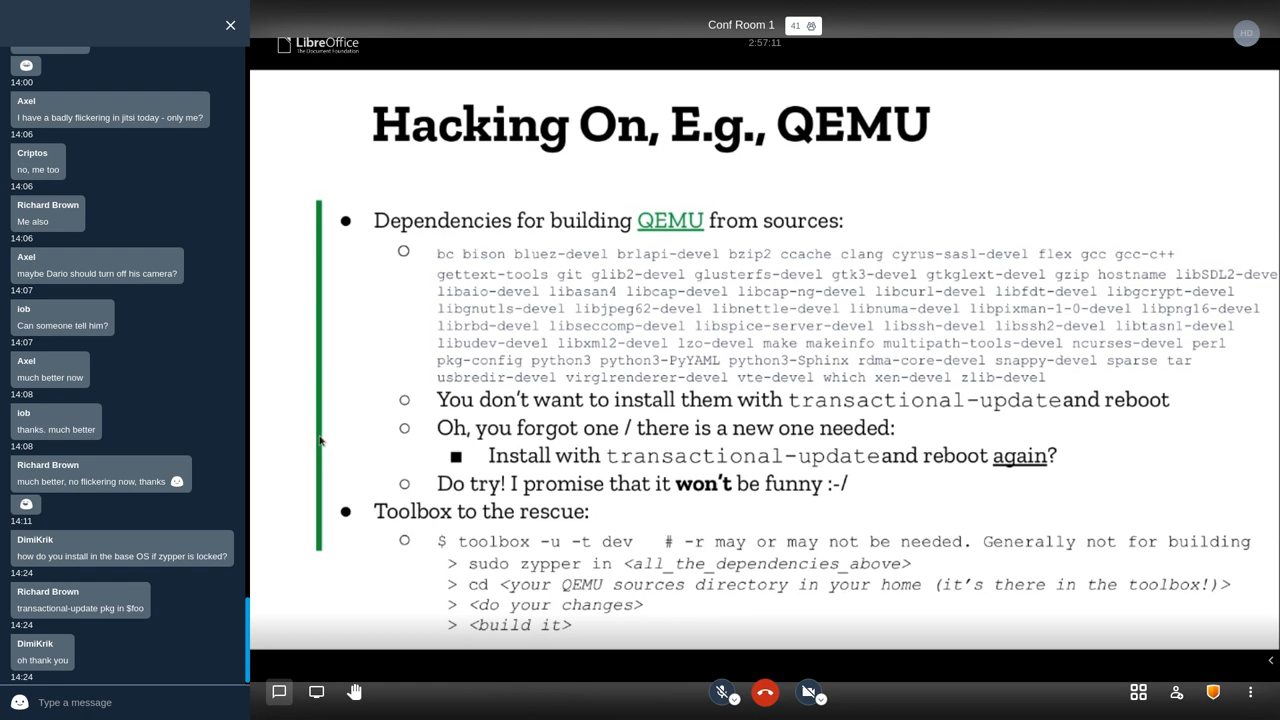 14:00
Axel
I have a badly flickering in jitsi today - only me?
14:06
Criptos
no, me too
14:06
Richard Brown
Me also
14:06
Axel
maybe Dario should turn off his camera?
14:07
iob
Can someone tell him?
14:07
Axel
much better now
14:08
iob
thanks. much better
14:08
Richard Brown
much better, no flickering now, thanks
14:11
DimiKrik
how do you install in the base OS if zypper is locked?
14:24
Richard Brown
transactional-update pkg in $foo
14:24
DimiKrik
oh thank you
14:24
Type a message
Conf Room 1 41
2:57:11
HD
LibreOffice
The Document Foundation
Hacking On, E.g., QEMU
Dependencies for building QEMU from sources:
bc bison bluez-devel brlapi-devel bzip2 ccache clang cyrus-sasl-devel flex gcc gcc-c++
gettext-tools git glib2-devel glusterfs-devel gtk3-devel gtkglext-devel gzip hostname libSDL2-deve
libaio-devel libasan4 libcap-devel libcap-ng-devel libcurl-devel libfdt-devel libgcrypt-devel
libgnutls-devel libjpeg62-devel libnettle-devel libnuma-devel libpixman-1-0-devel libpng16-devel
librbd-devel libseccomp-devel libspice-server-devel libssh-devel libssh2-devel libtasn1-devel
libudev-devel libxml2-devel lzo-devel make makeinfo multipath-tools-devel ncurses-devel perl
pkg-config python3 python3-PyYAML python3-Sphinx rdma-core-devel snappy-devel sparse tar
usbredir-devel virglrenderer-devel vte-devel which xen-devel zlib-devel
You don't want to install them with transactional-update and reboot
Oh, you forgot one / there is a new one needed:
Install with transactional-update and reboot again?
Do try! I promise that it won't be funny :-/
Toolbox to the rescue:
$ toolbox -u -t dev # -r may or may not be needed. Generally not for building
> sudo zypper in <all_the_dependencies_above>
> cd <your QEMU sources directory in your home (it's there in the toolbox!)>
> <do your changes>
> <build it>